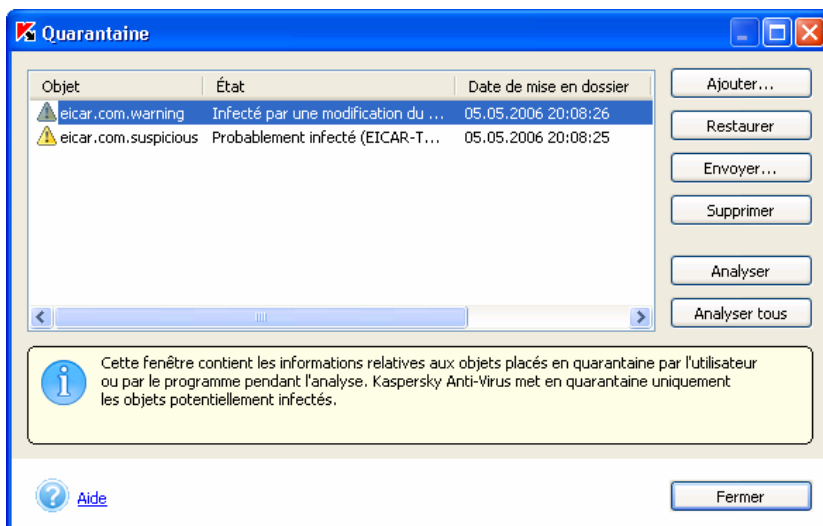 Quarantaine
Objet État Date de mise en dossier
eicar.com.warning Infecté par une modification du ... 05.05.2006 20:08:26
eicar.com.suspicious Probablement infecté (EICAR-T... 05.05.2006 20:08:25
Ajouter...
Restaurer
Envoyer...
Supprimer
Analyser
Analyser tous
Cette fenêtre contient les informations relatives aux objets placés en quarantaine par l'utilisateur
ou par le programme pendant l'analyse. Kaspersky Anti-Virus met en quarantaine uniquement
les objets potentiellement infectés.
Aide
Fermer